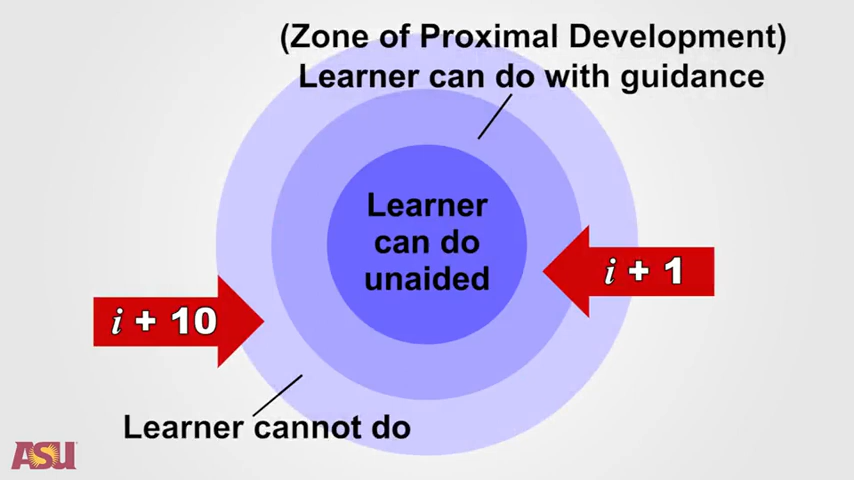 (Zone of Proximal Development)
Learner can do with guidance
Learner
can do
unaided
i + 1
i + 10
Learner cannot do
ASU